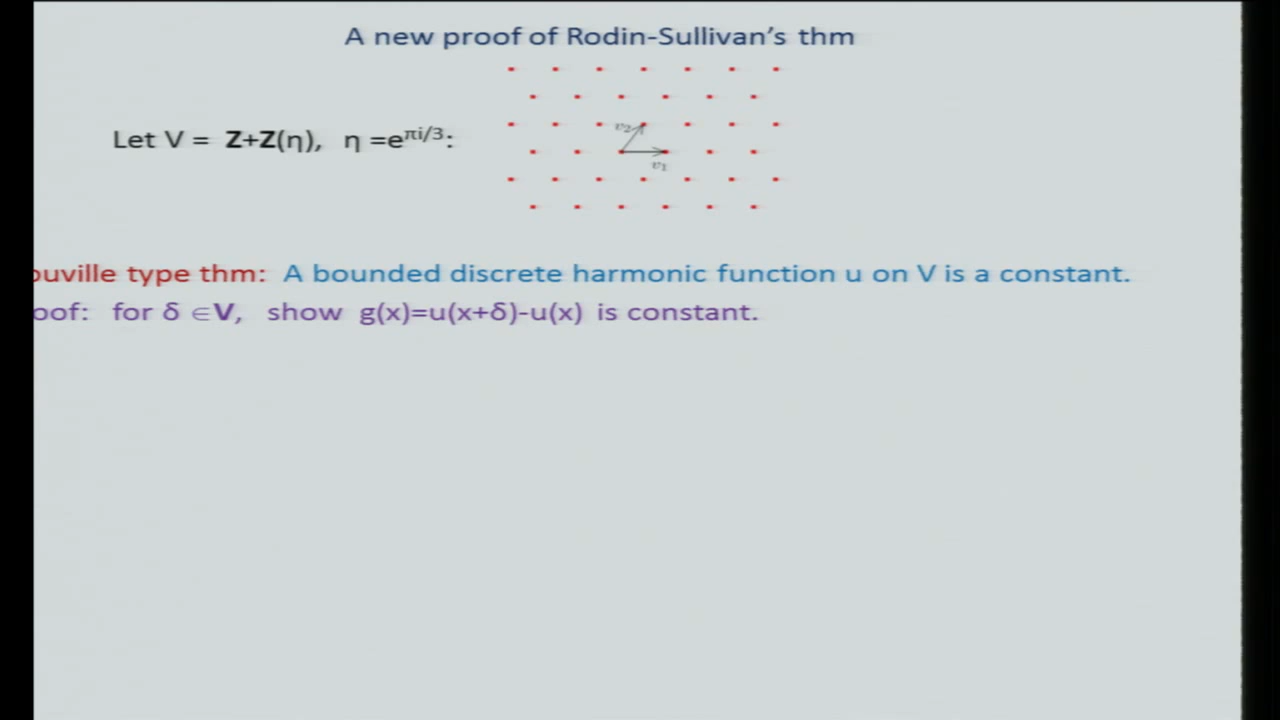 A new proof of Rodin-Sullivan's thm
Let V = Z+Z(η), η =e^{πi/3}:
v₂
v₁
ouville type thm: A bounded discrete harmonic function u on V is a constant.
oof: for δ ∈V, show g(x)=u(x+δ)-u(x) is constant.